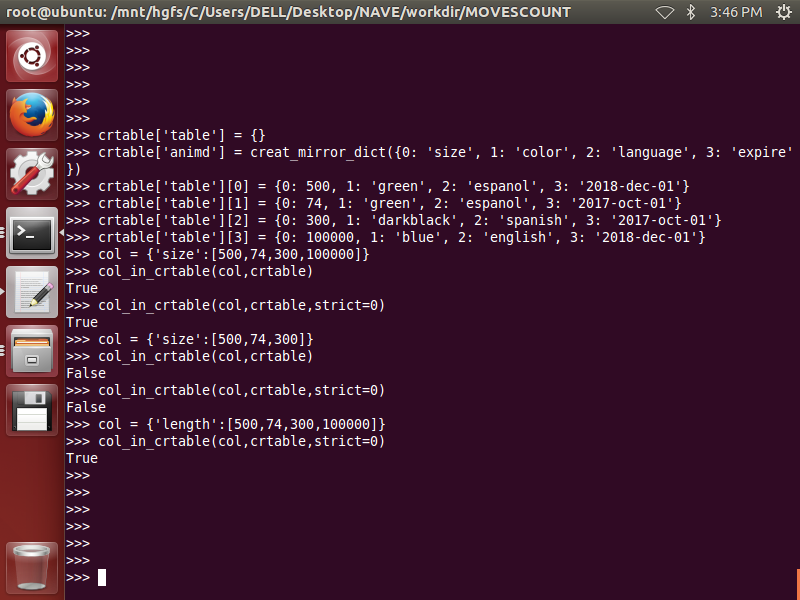 root@ubuntu: /mnt/hgfs/C/Users/DELL/Desktop/NAVE/workdir/MOVESCOUNT 3:46 PM
>>>
>>>
>>>
>>>
>>>
>>>
>>> crtable['table'] = {}
>>> crtable['animd'] = creat_mirror_dict({0: 'size', 1: 'color', 2: 'language', 3: 'expire'
})
>>> crtable['table'][0] = {0: 500, 1: 'green', 2: 'espanol', 3: '2018-dec-01'}
>>> crtable['table'][1] = {0: 74, 1: 'green', 2: 'espanol', 3: '2017-oct-01'}
>>> crtable['table'][2] = {0: 300, 1: 'darkblack', 2: 'spanish', 3: '2017-oct-01'}
>>> crtable['table'][3] = {0: 100000, 1: 'blue', 2: 'english', 3: '2018-dec-01'}
>>> col = {'size':[500,74,300,100000]}
>>> col_in_crtable(col,crtable)
True
>>> col_in_crtable(col,crtable,strict=0)
True
>>> col = {'size':[500,74,300]}
>>> col_in_crtable(col,crtable)
False
>>> col_in_crtable(col,crtable,strict=0)
False
>>> col = {'length':[500,74,300,100000]}
>>> col_in_crtable(col,crtable,strict=0)
True
>>>
>>>
>>>
>>>
>>>
>>>
>>>